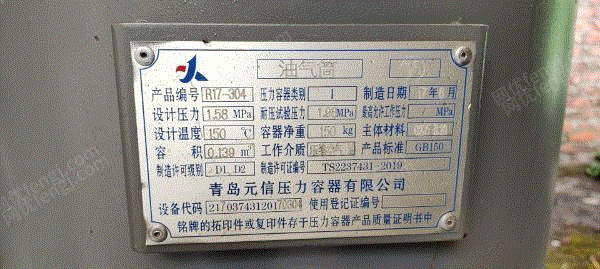 油气筒
产品编号 R17-304 压力容器类别 I 制造日期 月
设计压力 1.58 MPa 耐压试验压力 1.98 MPa 最高允许工作压力 MPa
设计温度 150 ℃ 容器净重 150 kg 主体材料
容积 0.139 m³ 工作介质 产品标准 GB150
制造许可级别 D1、D2 制造许可证编号 TS2237431-2019
青岛元信压力容器有限公司
设备代码 21/037431201/0304 使用登记证编号
铭牌的拓印件或复印件存于压力容器产品质量证明书中